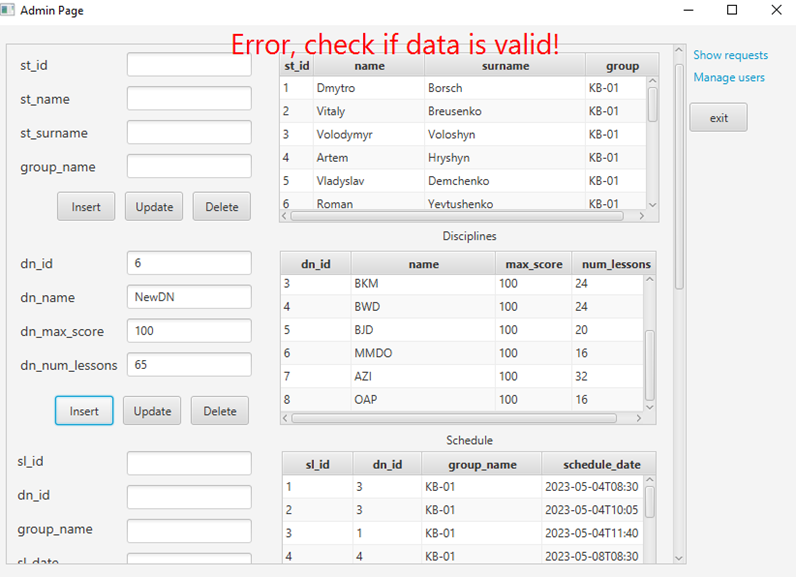 Admin Page
Error, check if data is valid!
st_id
st_name
st_surname
group_name
Insert Update Delete
st_id name surname group
1 Dmytro Borsch KB-01
2 Vitaly Breusenko KB-01
3 Volodymyr Voloshyn KB-01
4 Artem Hryshyn KB-01
5 Vladyslav Demchenko KB-01
6 Roman Yevtushenko KB-01
Show requests
Manage users
exit
Disciplines
dn_id 6
dn_name NewDN
dn_max_score 100
dn_num_lessons 65
Insert Update Delete
dn_id name max_score num_lessons
3 BKM 100 24
4 BWD 100 24
5 BJD 100 20
6 MMDO 100 16
7 AZI 100 32
8 OAP 100 16
Schedule
sl_id
dn_id
group_name
sl_date
sl_id dn_id group_name schedule_date
1 3 KB-01 2023-05-04T08:30
2 3 KB-01 2023-05-04T10:05
3 1 KB-01 2023-05-04T11:40
4 4 KB-01 2023-05-08T08:30